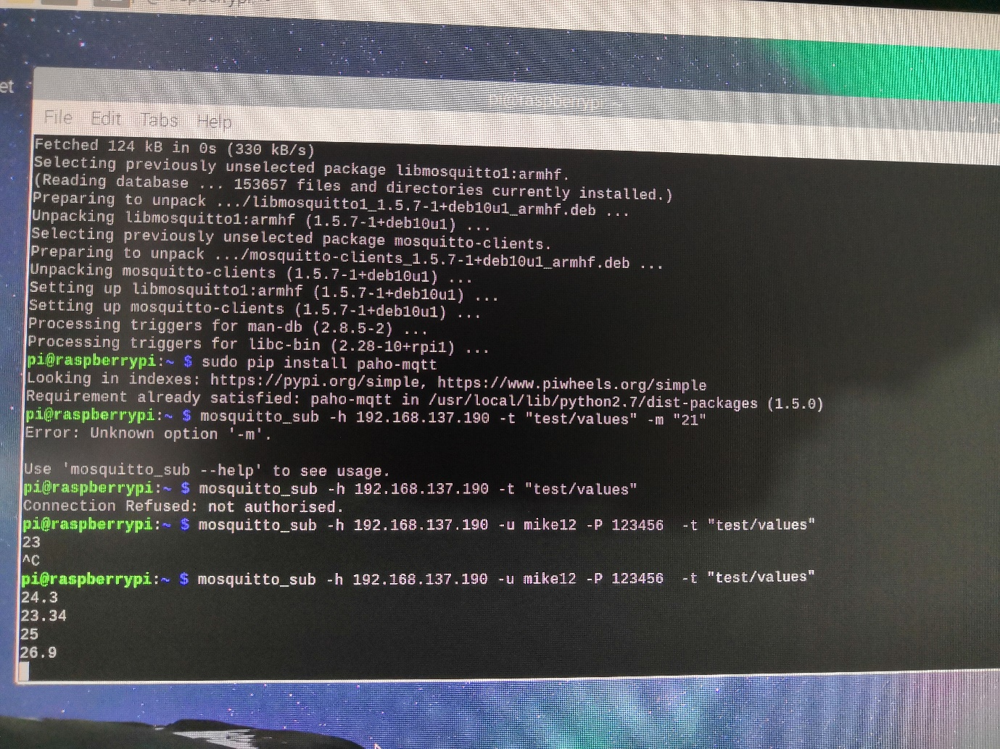 et
pi@raspberrypi: ~
File Edit Tabs Help
Fetched 124 kB in 0s (330 kB/s)
Selecting previously unselected package libmosquitto1:armhf.
(Reading database ... 153657 files and directories currently installed.)
Preparing to unpack .../libmosquitto1_1.5.7-1+deb10u1_armhf.deb ...
Unpacking libmosquitto1:armhf (1.5.7-1+deb10u1) ...
Selecting previously unselected package mosquitto-clients.
Preparing to unpack .../mosquitto-clients_1.5.7-1+deb10u1_armhf.deb ...
Unpacking mosquitto-clients (1.5.7-1+deb10u1) ...
Setting up libmosquitto1:armhf (1.5.7-1+deb10u1) ...
Setting up mosquitto-clients (1.5.7-1+deb10u1) ...
Processing triggers for man-db (2.8.5-2) ...
Processing triggers for libc-bin (2.28-10+rpi1) ...
pi@raspberrypi:~ $ sudo pip install paho-mqtt
Looking in indexes: https://pypi.org/simple, https://www.piwheels.org/simple
Requirement already satisfied: paho-mqtt in /usr/local/lib/python2.7/dist-packages (1.5.0)
pi@raspberrypi:~ $ mosquitto_sub -h 192.168.137.190 -t "test/values" -m "21"
Error: Unknown option '-m'.

Use 'mosquitto_sub --help' to see usage.
pi@raspberrypi:~ $ mosquitto_sub -h 192.168.137.190 -t "test/values"
Connection Refused: not authorised.
pi@raspberrypi:~ $ mosquitto_sub -h 192.168.137.190 -u mike12 -P 123456  -t "test/values"
23
^C
pi@raspberrypi:~ $ mosquitto_sub -h 192.168.137.190 -u mike12 -P 123456  -t "test/values"
24.3
23.34
25
26.9